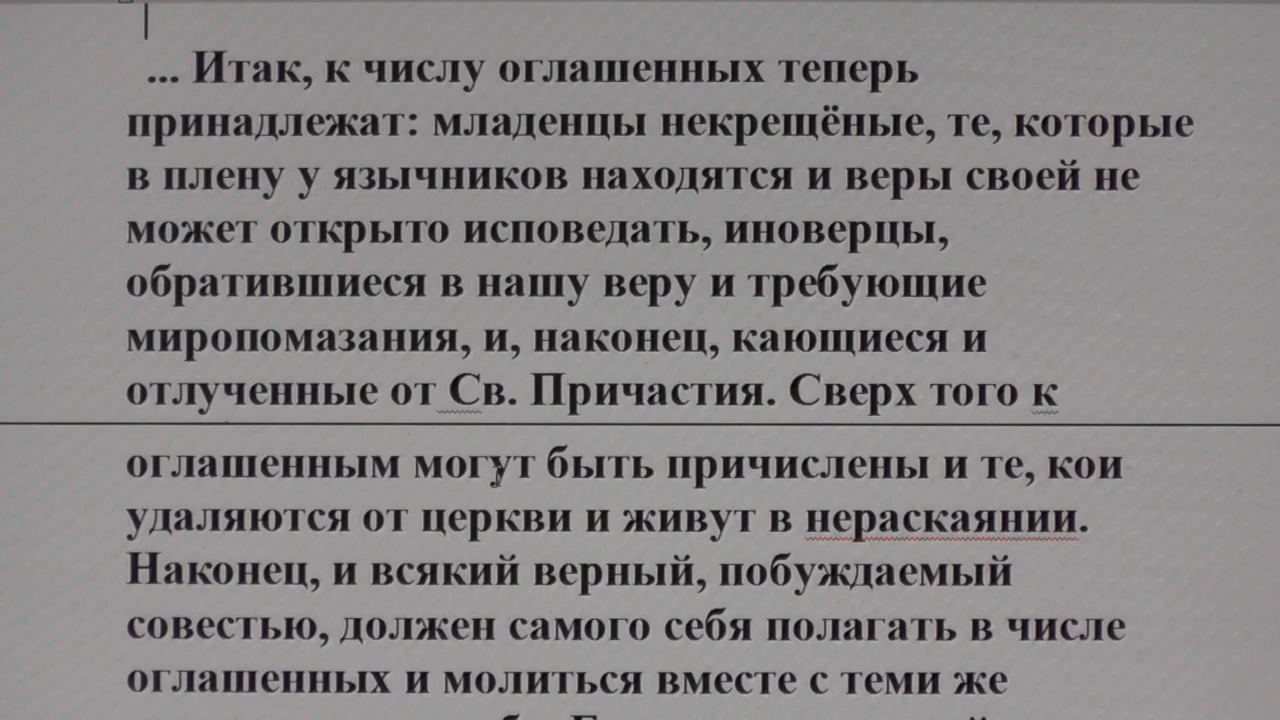 ... Итак, к числу оглашенных теперь
принадлежат: младенцы некрещёные, те, которые
в плену у язычников находятся и веры своей не
может открыто исповедать, иноверцы,
обратившиеся в нашу веру и требующие
миропомазания, и, наконец, кающиеся и
отлученные от Св. Причастия. Сверх того к
оглашенным могут быть причислены и те, кои
удаляются от церкви и живут в нераскаянии.
Наконец, и всякий верный, побуждаемый
совестью, должен самого себя полагать в числе
оглашенных и молиться вместе с теми же